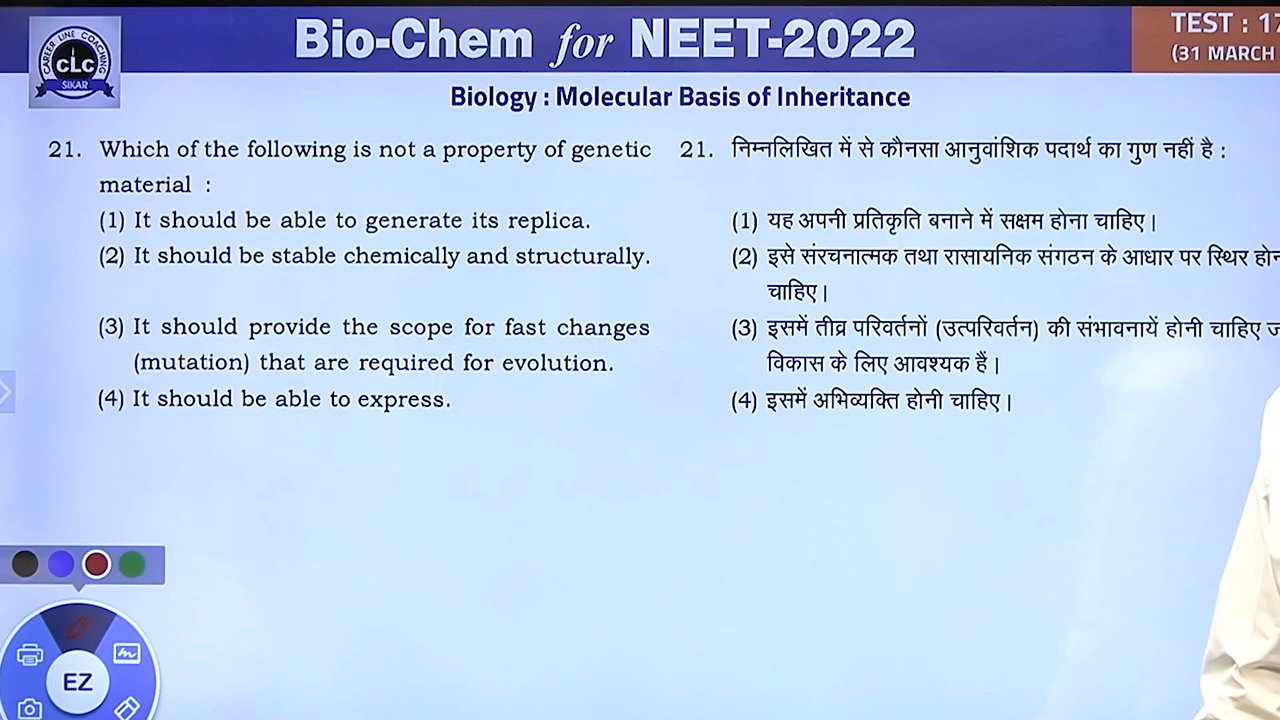 CAREER LINE COACHING
CLC
SIKAR
Bio-Chem for NEET-2022
TEST : 17
(31 MARCH
Biology : Molecular Basis of Inheritance
21. Which of the following is not a property of genetic
material :
(1) It should be able to generate its replica.
(2) It should be stable chemically and structurally.
(3) It should provide the scope for fast changes
(mutation) that are required for evolution.
(4) It should be able to express.
21. निम्नलिखित में से कौनसा आनुवांशिक पदार्थ का गुण नहीं है :
(1) यह अपनी प्रतिकृति बनाने में सक्षम होना चाहिए।
(2) इसे संरचनात्मक तथा रासायनिक संगठन के आधार पर स्थिर
चाहिए।
(3) इसमें तीव्र परिवर्तनों (उत्परिवर्तन) की संभावनायें होनी चाहिए
विकास के लिए आवश्यक हैं।
(4) इसमें अभिव्यक्ति होनी चाहिए।
EZ